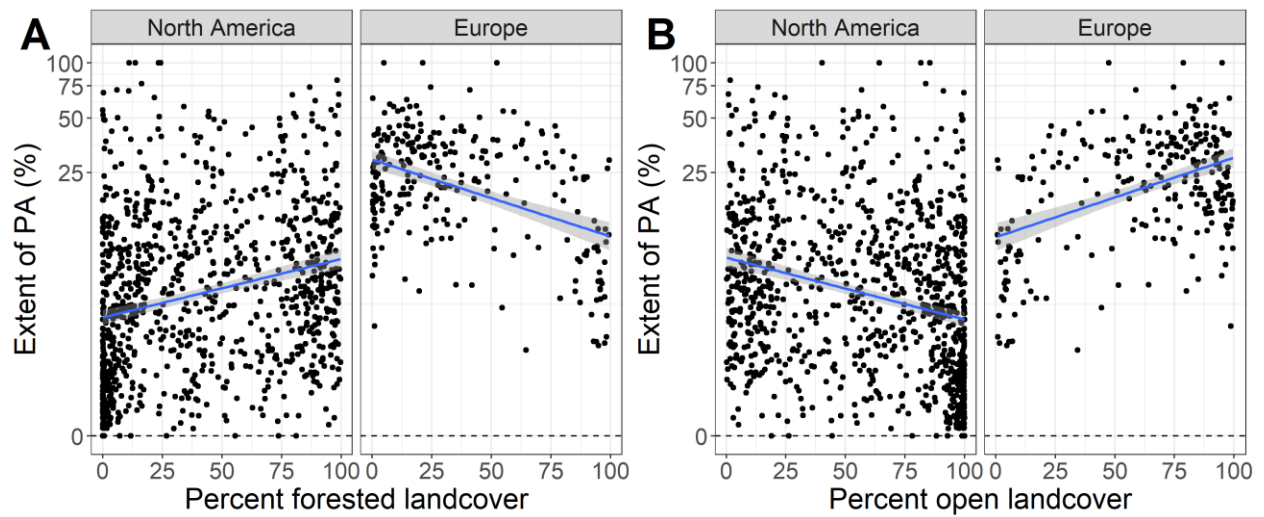 A
North America
Europe
Extent of PA (%)
100
75
50
25
0
0 25 50 75 100
0 25 50 75 100
Percent forested landcover
B
North America
Europe
Extent of PA (%)
100
75
50
25
0
0 25 50 75 100
0 25 50 75 100
Percent open landcover